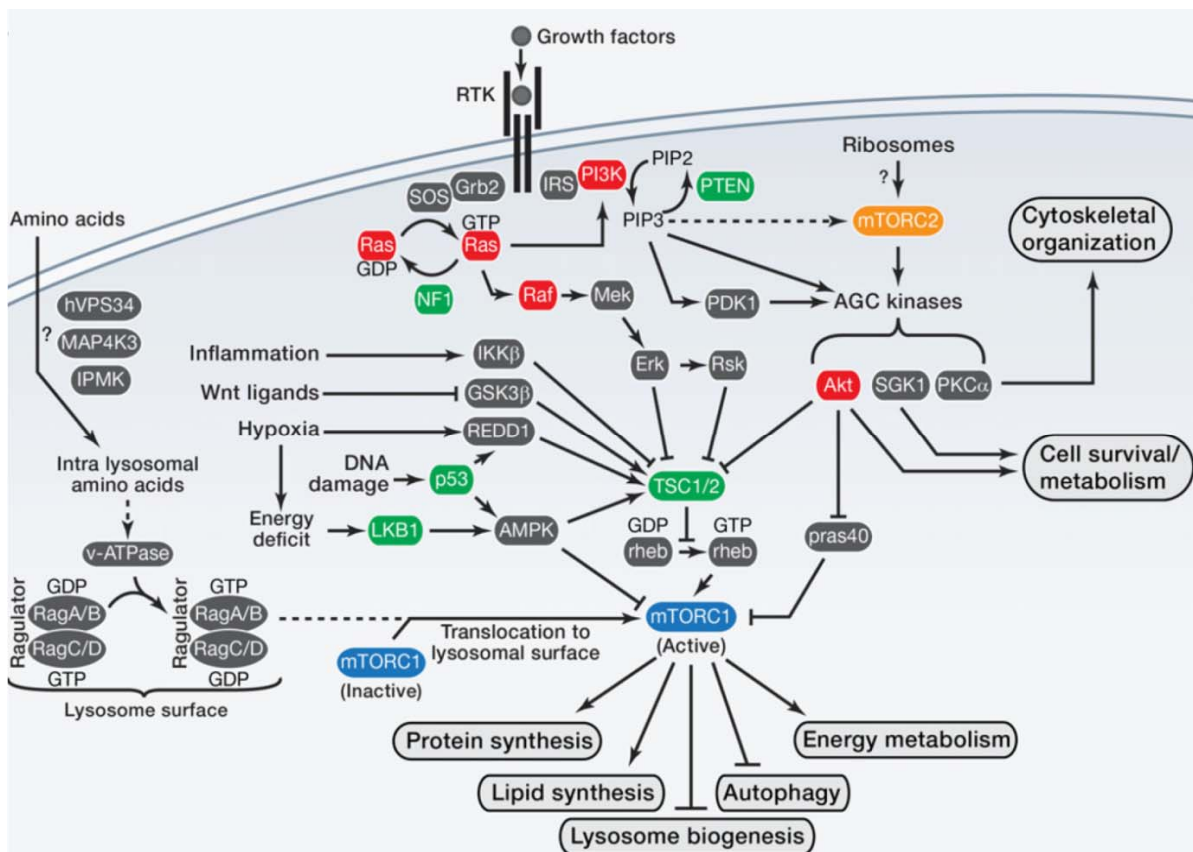 Growth factors
RTK
Ribosomes
?
PIP2
IRS
PI3K
PTEN
SOS
Grb2
Amino acids
GTP
PIP3
mTORC2
Cytoskeletal
organization
Ras
Ras
GDP
hVPS34
NF1
Raf
Mek
PDK1
AGC kinases
?
MAP4K3
Inflammation
IKKβ
Erk
Rsk
IPMK
Akt
SGK1
PKCα
Wnt ligands
GSK3β
Hypoxia
REDD1
Intra lysosomal
amino acids
DNA
damage
p53
TSC1/2
Cell survival/
metabolism
Energy
deficit
LKB1
AMPK
GDP
GTP
rheb
rheb
pras40
v-ATPase
Ragulator
GDP
RagA/B
RagC/D
GTP
Ragulator
GTP
RagA/B
RagC/D
GDP
Lysosome surface
mTORC1
(Inactive)
Translocation to
lysosomal surface
mTORC1
(Active)
Protein synthesis
Energy metabolism
Lipid synthesis
Autophagy
Lysosome biogenesis